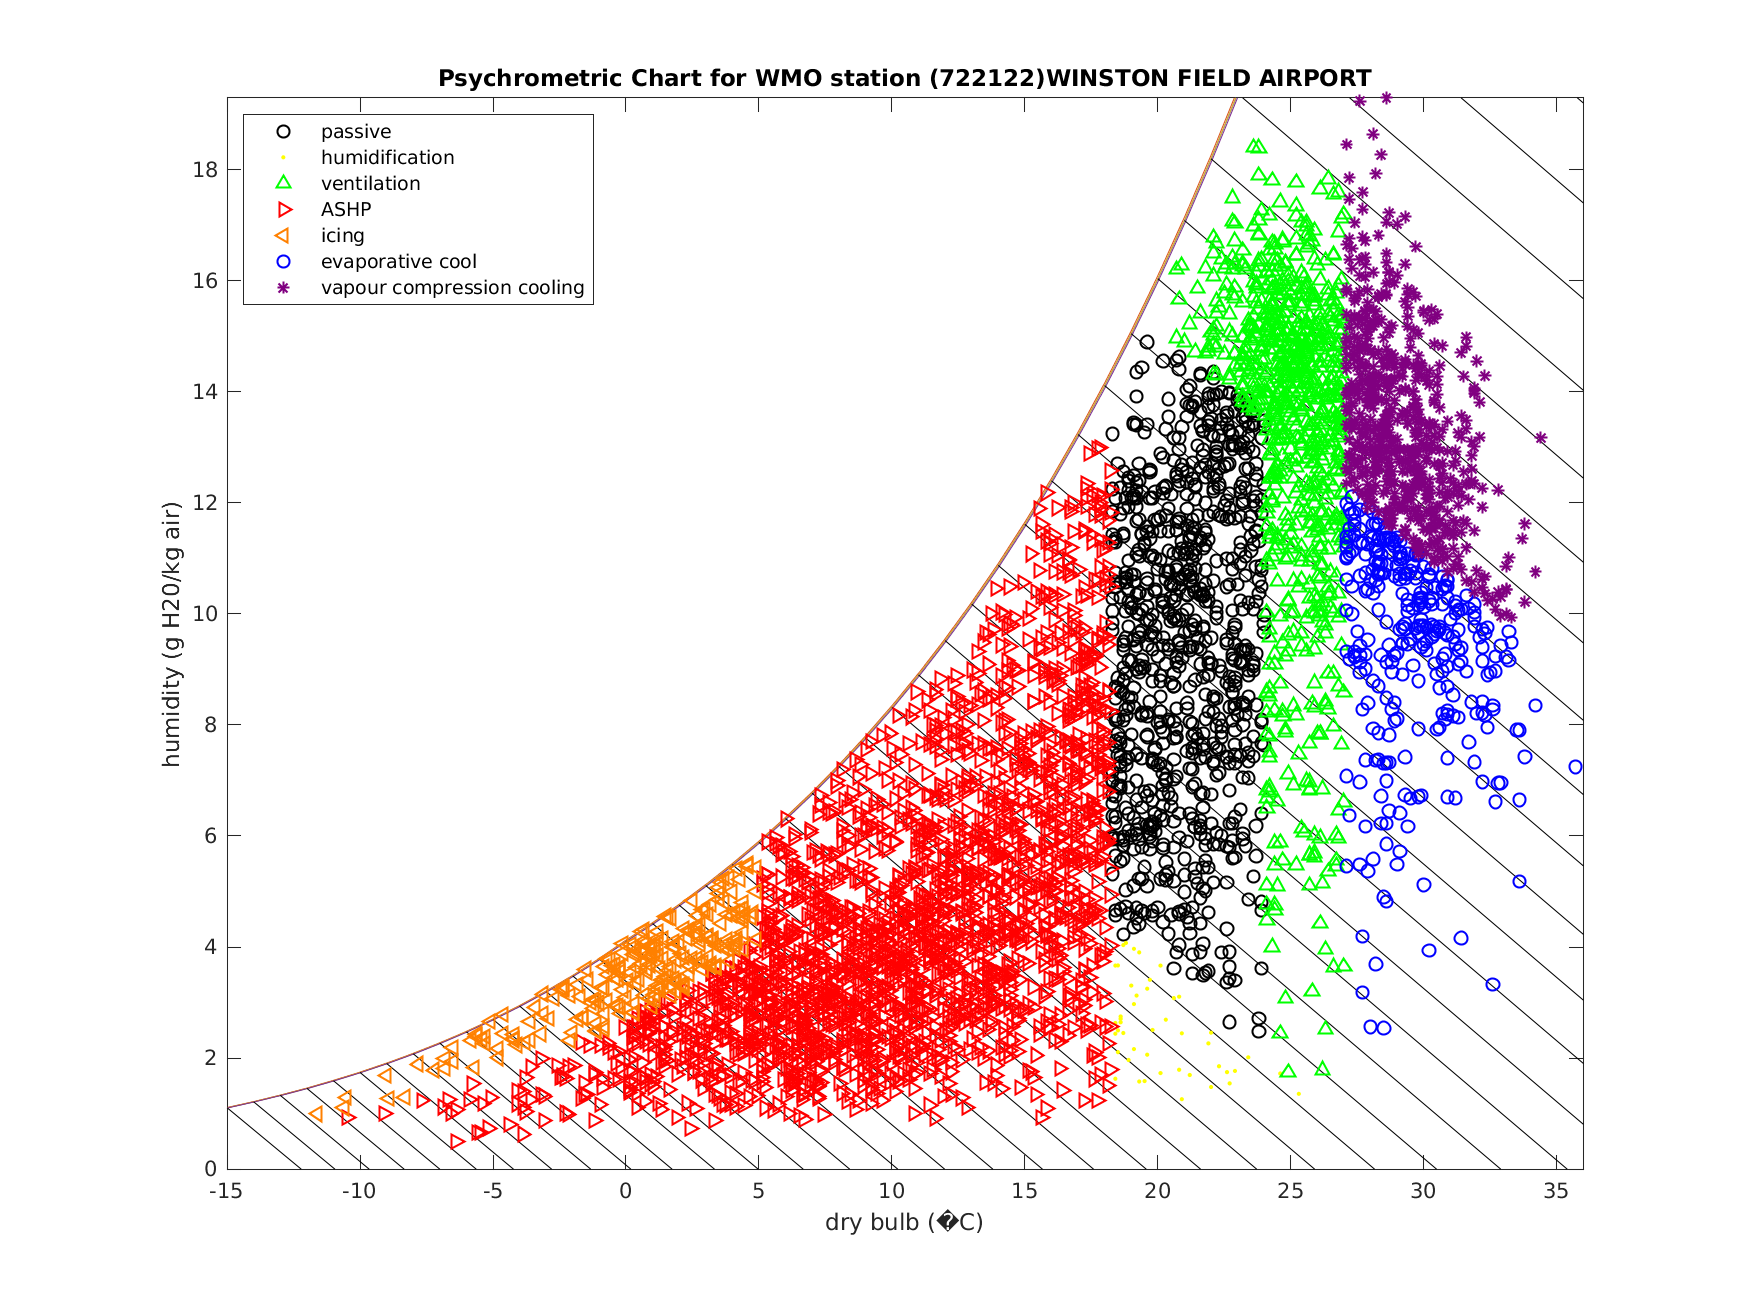 Psychrometric Chart for WMO station (722122)WINSTON FIELD AIRPORT
passive
humidification
ventilation
ASHP
icing
evaporative cool
vapour compression cooling
humidity (g H20/kg air)
18
16
14
12
10
8
6
4
2
0
-15 -10 -5 0 5 10 15 20 25 30 35
dry bulb (�C)